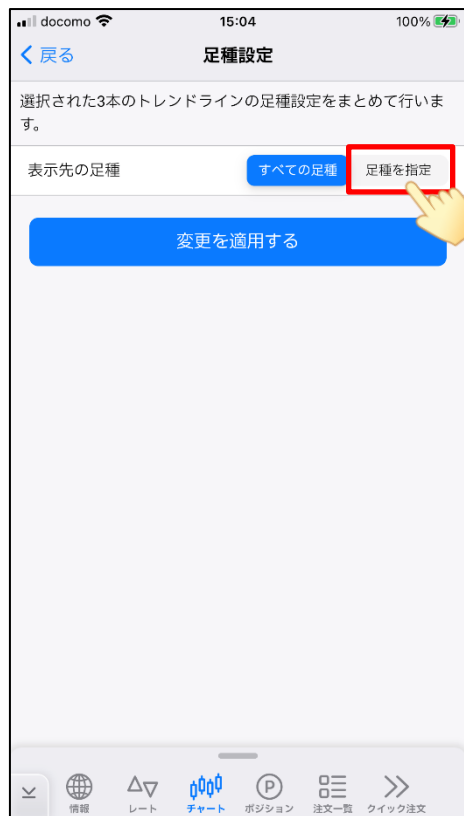 docomo 15:04 100%
戻る 足種設定
選択された3本のトレンドラインの足種設定をまとめて行いま
す。
表示先の足種 すべての足種 足種を指定
変更を適用する
P
情報 レート チャート ポジション 注文一覧 クイック注文